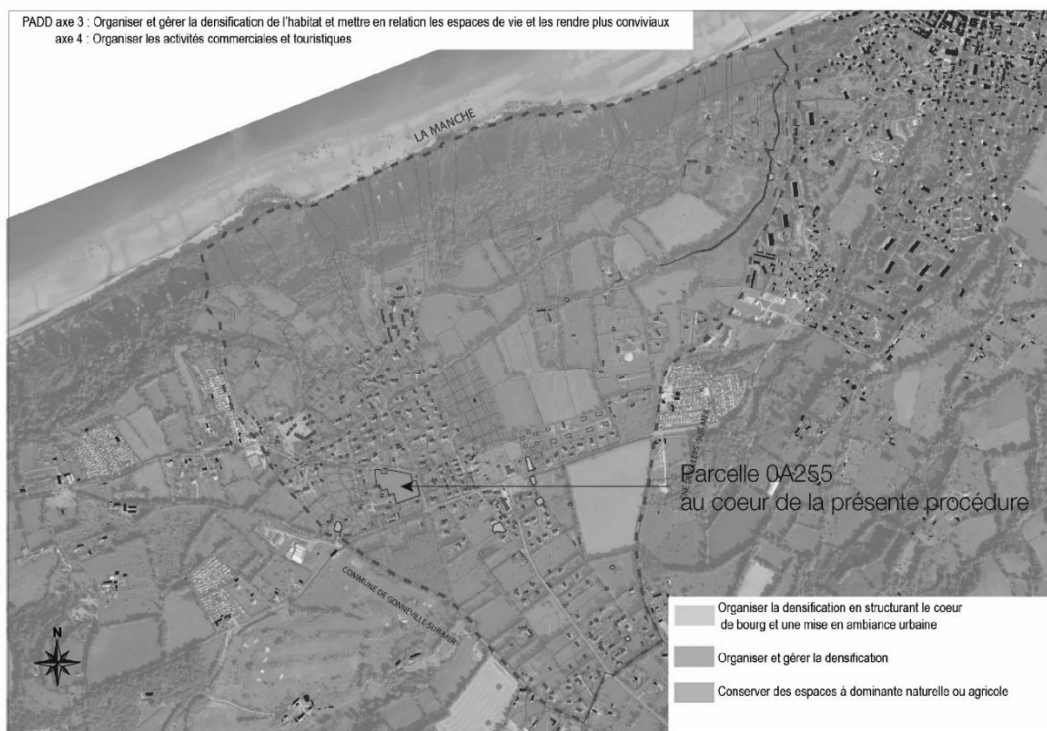 PADD axe 3 : Organiser et gérer la densification de l'habitat et mettre en relation les espaces de vie et les rendre plus conviviaux
axe 4 : Organiser les activités commerciales et touristiques
LA MANCHE
Parcelle 0A255
au coeur de la présente procédure
COMMUNE DE GONNEVILLE-SUR-MER
N
Organiser la densification en structurant le coeur
de bourg et une mise en ambiance urbaine
Organiser et gérer la densification
Conserver des espaces à dominante naturelle ou agricole